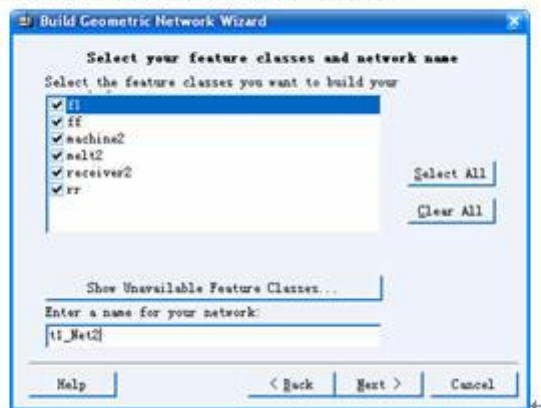 Build Geometric Network Wizard
Select your feature classes and network name
Select the feature classes you want to build your
fl
ff
machine2
melt2
receiver2
rr
Select All
Clear All
Show Unavailable Feature Classes...
Enter a name for your network:
t1_Net2
Help
< Back
Next >
Cancel